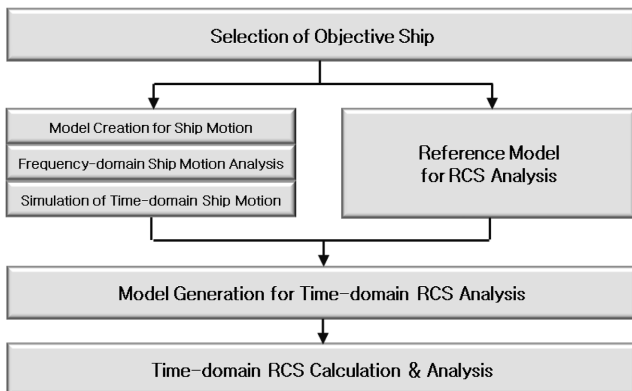 Selection of Objective Ship
Model Creation for Ship Motion
Frequency-domain Ship Motion Analysis
Simulation of Time-domain Ship Motion
Reference Model
for RCS Analysis
Model Generation for Time-domain RCS Analysis
Time-domain RCS Calculation & Analysis